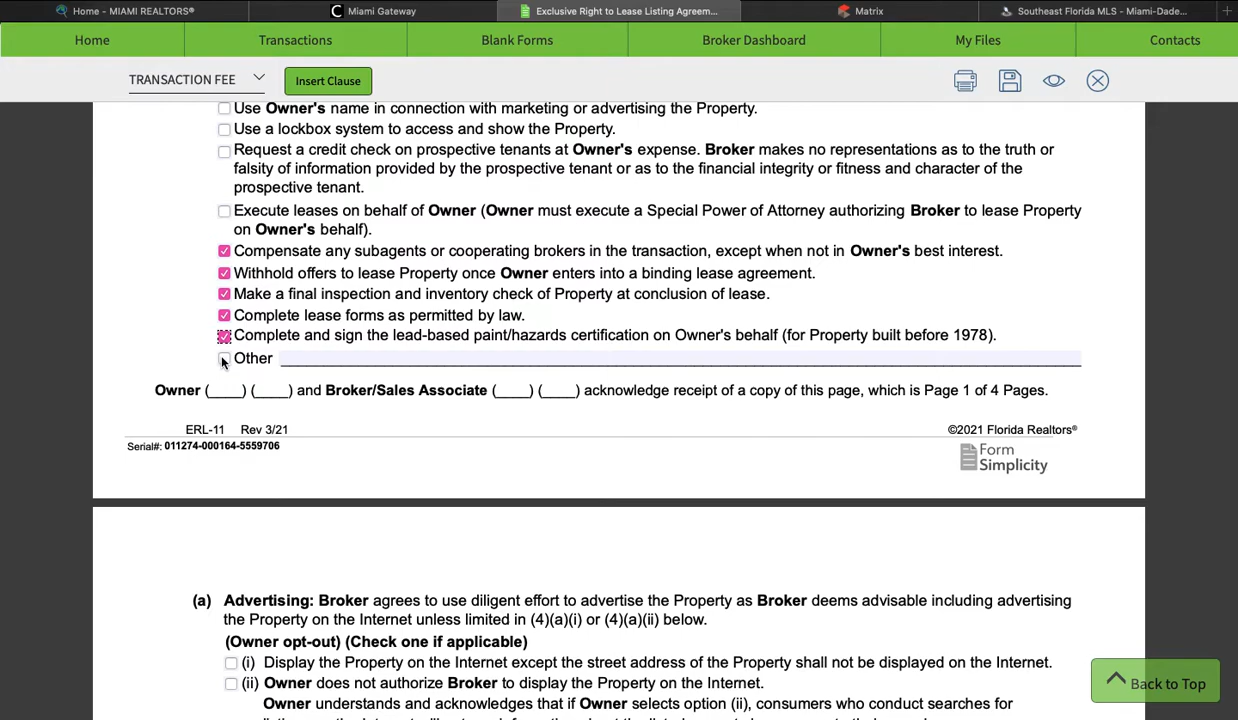 Home - MIAMI REALTORS®
Miami Gateway
Exclusive Right to Lease Listing Agreem...
Matrix
Southeast Florida MLS - Miami-Dade...
Home
Transactions
Blank Forms
Broker Dashboard
My Files
Contacts
TRANSACTION FEE
Insert Clause
Use Owner's name in connection with marketing or advertising the Property.
Use a lockbox system to access and show the Property.
Request a credit check on prospective tenants at Owner's expense. Broker makes no representations as to the truth or
falsity of information provided by the prospective tenant or as to the financial integrity or fitness and character of the
prospective tenant.
Execute leases on behalf of Owner (Owner must execute a Special Power of Attorney authorizing Broker to lease Property
on Owner's behalf).
Compensate any subagents or cooperating brokers in the transaction, except when not in Owner's best interest.
Withhold offers to lease Property once Owner enters into a binding lease agreement.
Make a final inspection and inventory check of Property at conclusion of lease.
Complete lease forms as permitted by law.
Complete and sign the lead-based paint/hazards certification on Owner's behalf (for Property built before 1978).
Other
Owner (____) (____) and Broker/Sales Associate (____) (____) acknowledge receipt of a copy of this page, which is Page 1 of 4 Pages.
ERL-11 Rev 3/21 ©2021 Florida Realtors®
Serial#: 011274-000164-5559706
Form
Simplicity
(a) Advertising: Broker agrees to use diligent effort to advertise the Property as Broker deems advisable including advertising
the Property on the Internet unless limited in (4)(a)(i) or (4)(a)(ii) below.
(Owner opt-out) (Check one if applicable)
(i) Display the Property on the Internet except the street address of the Property shall not be displayed on the Internet.
(ii) Owner does not authorize Broker to display the Property on the Internet.
Owner understands and acknowledges that if Owner selects option (ii), consumers who conduct searches for
Back to Top